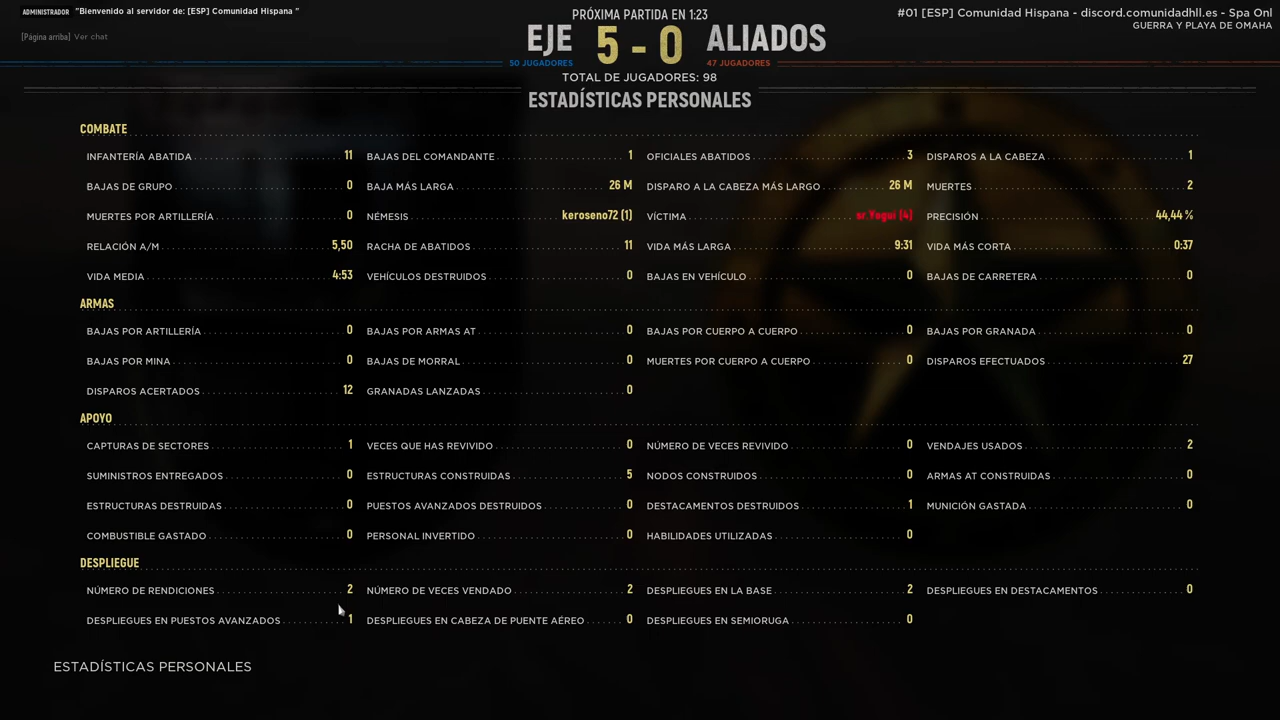 ADMINISTRADOR "Bienvenido al servidor de: [ESP] Comunidad Hispana "
[Página arriba] Ver chat
PRÓXIMA PARTIDA EN 1:23
EJE 5 - 0 ALIADOS
50 JUGADORES 47 JUGADORES
TOTAL DE JUGADORES: 98
#01 [ESP] Comunidad Hispana - discord.comunidadhll.es - Spa Onl
GUERRA Y PLAYA DE OMAHA
ESTADÍSTICAS PERSONALES
COMBATE
INFANTERÍA ABATIDA 11 BAJAS DEL COMANDANTE 1 OFICIALES ABATIDOS 3 DISPAROS A LA CABEZA 1
BAJAS DE GRUPO 0 BAJA MÁS LARGA 26 M DISPARO A LA CABEZA MÁS LARGO 26 M MUERTES 2
MUERTES POR ARTILLERÍA 0 NÉMESIS keroseno72 (1) VÍCTIMA sr.Yogui (4) PRECISIÓN 44,44 %
RELACIÓN A/M 5,50 RACHA DE ABATIDOS 11 VIDA MÁS LARGA 9:31 VIDA MÁS CORTA 0:37
VIDA MEDIA 4:53 VEHÍCULOS DESTRUIDOS 0 BAJAS EN VEHÍCULO 0 BAJAS DE CARRETERA 0
ARMAS
BAJAS POR ARTILLERÍA 0 BAJAS POR ARMAS AT 0 BAJAS POR CUERPO A CUERPO 0 BAJAS POR GRANADA 0
BAJAS POR MINA 0 BAJAS DE MORRAL 0 MUERTES POR CUERPO A CUERPO 0 DISPAROS EFECTUADOS 27
DISPAROS ACERTADOS 12 GRANADAS LANZADAS 0
APOYO
CAPTURAS DE SECTORES 1 VECES QUE HAS REVIVIDO 0 NÚMERO DE VECES REVIVIDO 0 VENDAJES USADOS 2
SUMINISTROS ENTREGADOS 0 ESTRUCTURAS CONSTRUIDAS 5 NODOS CONSTRUIDOS 0 ARMAS AT CONSTRUIDAS 0
ESTRUCTURAS DESTRUIDAS 0 PUESTOS AVANZADOS DESTRUIDOS 0 DESTACAMENTOS DESTRUIDOS 1 MUNICIÓN GASTADA 0
COMBUSTIBLE GASTADO 0 PERSONAL INVERTIDO 0 HABILIDADES UTILIZADAS 0
DESPLIEGUE
NÚMERO DE RENDICIONES 2 NÚMERO DE VECES VENDADO 2 DESPLIEGUES EN LA BASE 2 DESPLIEGUES EN DESTACAMENTOS 0
DESPLIEGUES EN PUESTOS AVANZADOS 1 DESPLIEGUES EN CABEZA DE PUENTE AÉREO 0 DESPLIEGUES EN SEMIORUGA 0
ESTADÍSTICAS PERSONALES